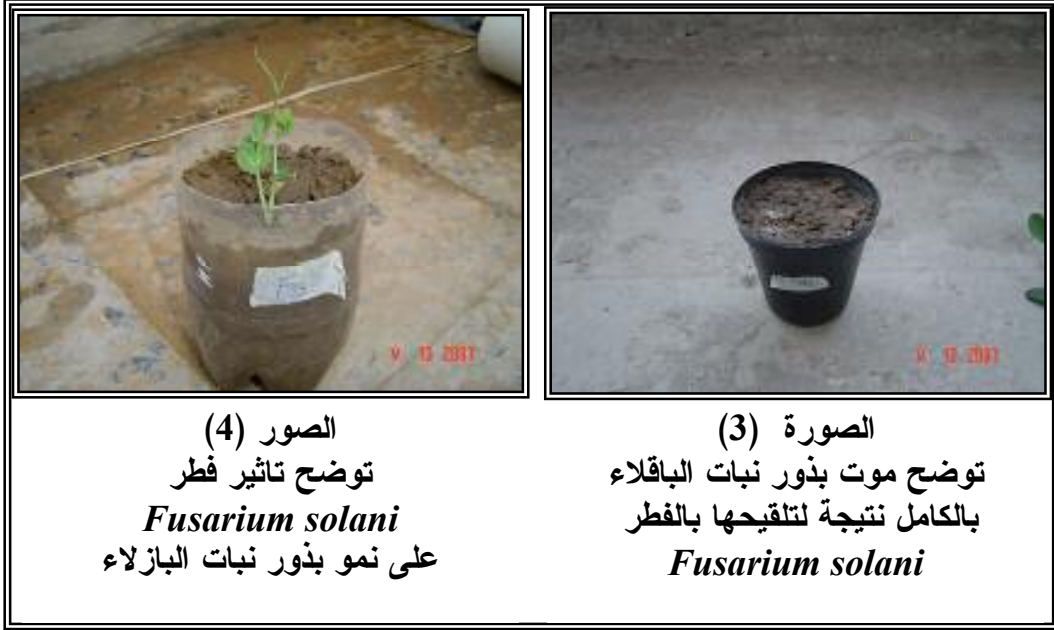 الصورة (3)
توضح موت بذور نبات الباقلاء
بالكامل نتيجة لتلقيحها بالفطر
Fusarium solani
الصور (4)
توضح تاثير فطر
Fusarium solani
على نمو بذور نبات البازلاء